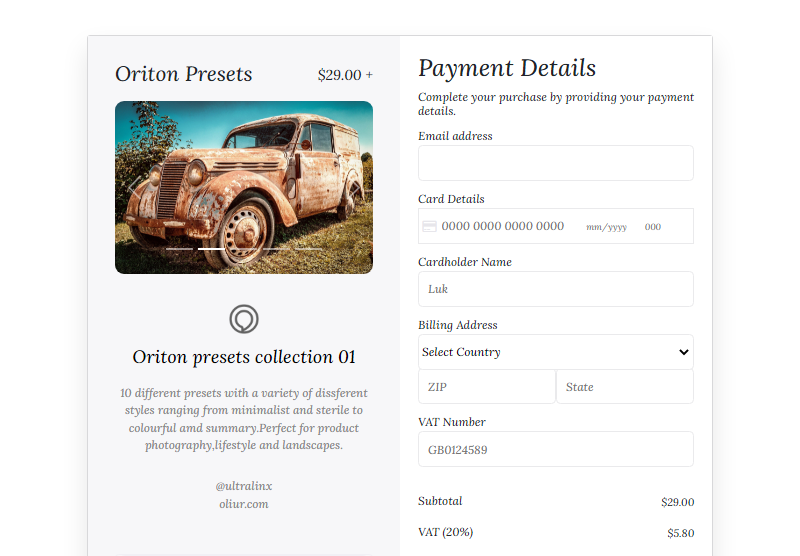 Oriton Presets
$29.00 +
Oriton presets collection 01
10 different presets with a variety of dissferent
styles ranging from minimalist and sterile to
colourful amd summary.Perfect for product
photography,lifestyle and landscapes.
@ultralinx
oliur.com
Payment Details
Complete your purchase by providing your payment
details.
Email address
Card Details
0000 0000 0000 0000 mm/yyyy 000
Cardholder Name
Luk
Billing Address
Select Country
ZIP State
VAT Number
GB0124589
Subtotal $29.00
VAT (20%) $5.80